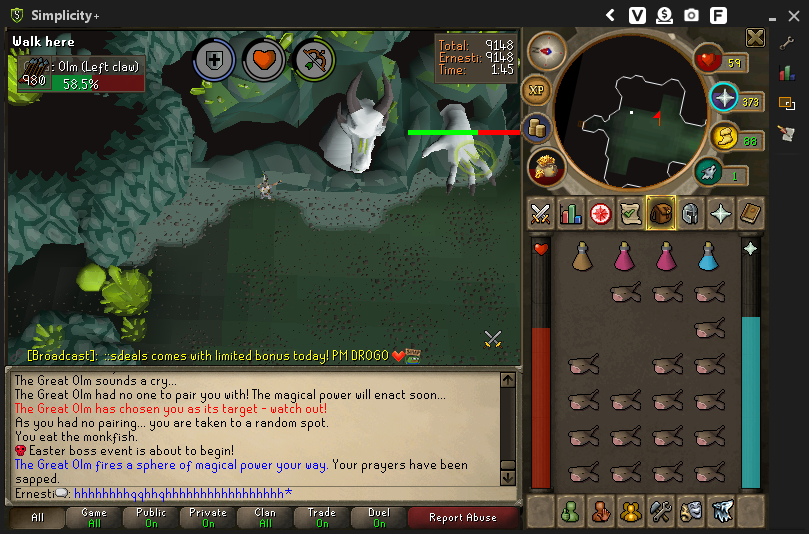 Simplicity+
V
F
Walk here
: Olm (Left claw)
980
58.5%
Total: 9148
Ernesti: 9148
Time: 1:45
XP
59
373
88
1
[Broadcast]: ::sdeals comes with limited bonus today! PM DROGO
The Great Olm sounds a cry...
The Great Olm had no one to pair you with! The magical power will enact soon...
The Great Olm has chosen you as its target - watch out!
As you had no pairing... you are taken to a random spot.
You eat the monkfish.
Easter boss event is about to begin!
The Great Olm fires a sphere of magical power your way. Your prayers have been
sapped.
All
Game
All
Public
On
Private
On
Clan
All
Trade
On
Duel
On
Report Abuse